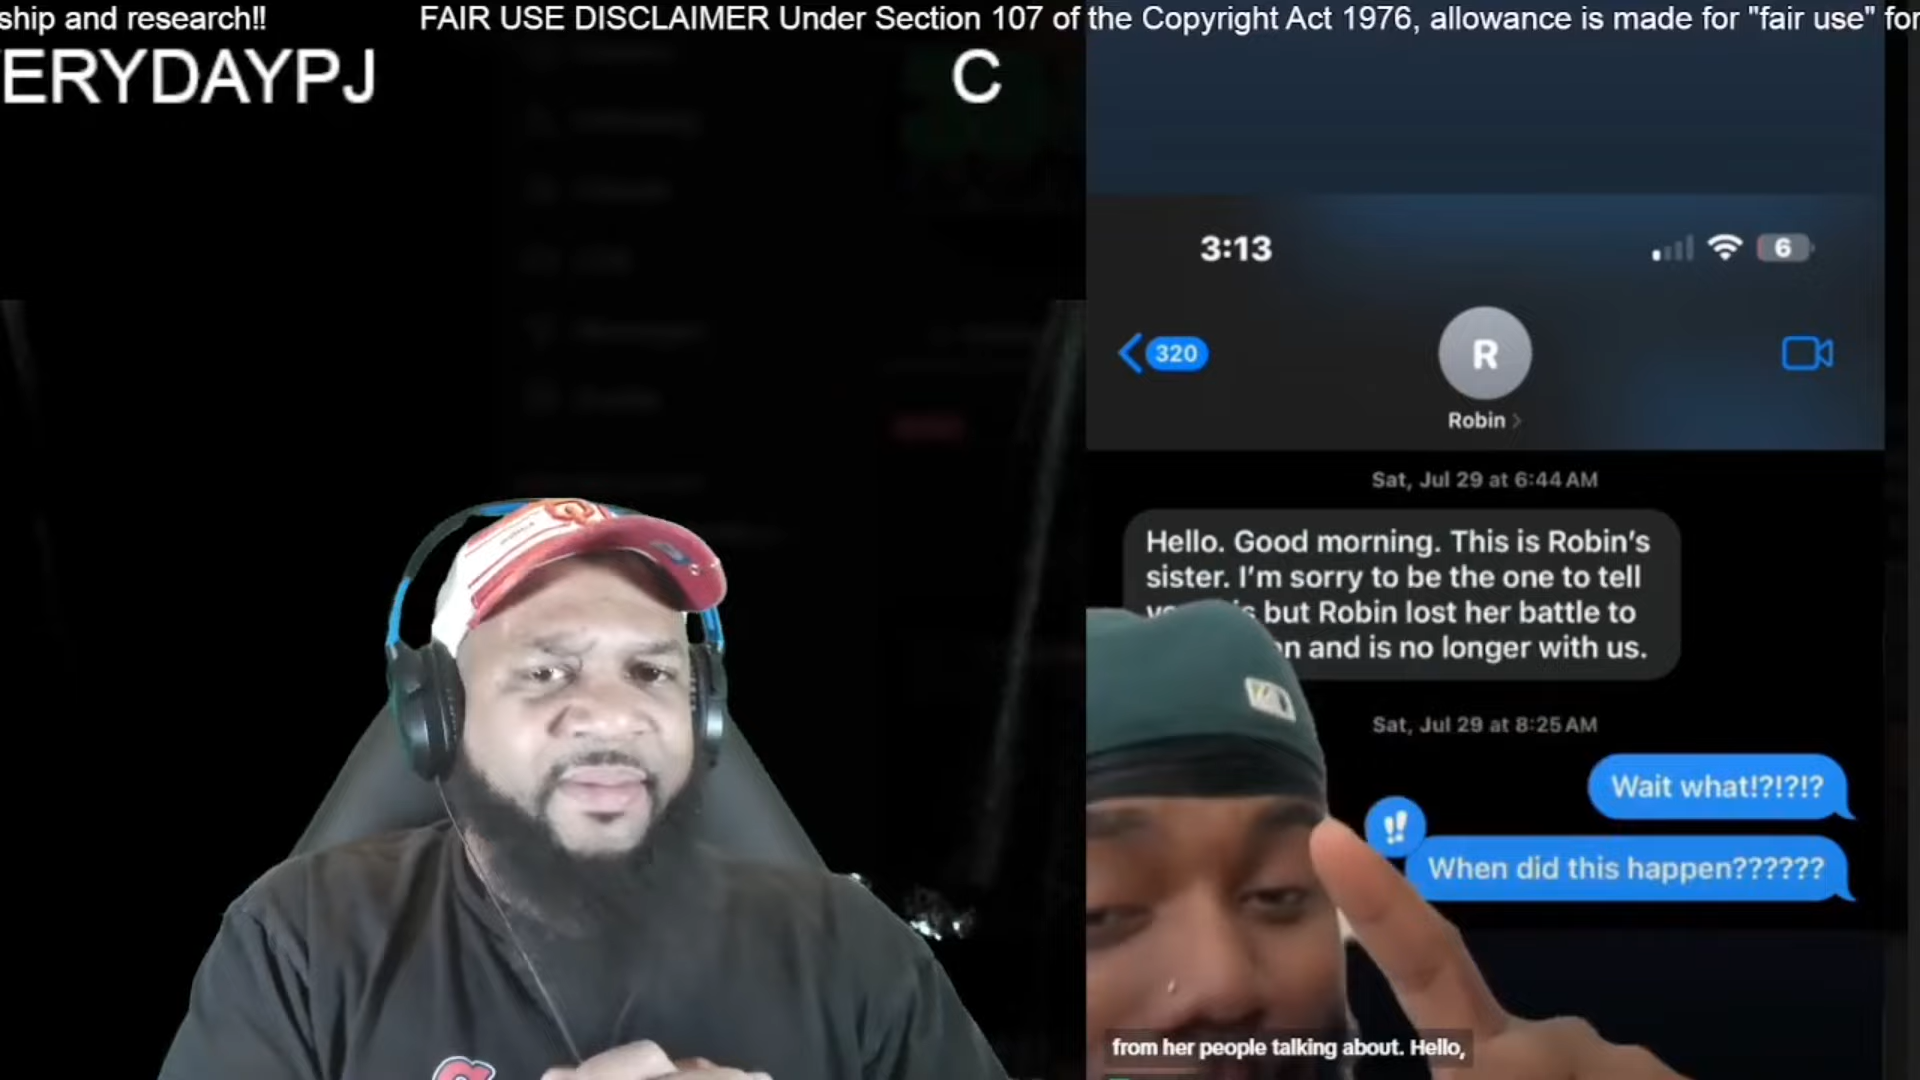 ship and research!!
FAIR USE DISCLAIMER Under Section 107 of the Copyright Act 1976, allowance is made for "fair use" for
ERYDAYPJ
C
3:13
6
320
R
Robin
Sat, Jul 29 at 6:44 AM
Hello. Good morning. This is Robin's
sister. I'm sorry to be the one to tell
but Robin lost her battle to
and is no longer with us.
Sat, Jul 29 at 8:25 AM
Wait what!?!?!?
When did this happen??????
from her people talking about. Hello,